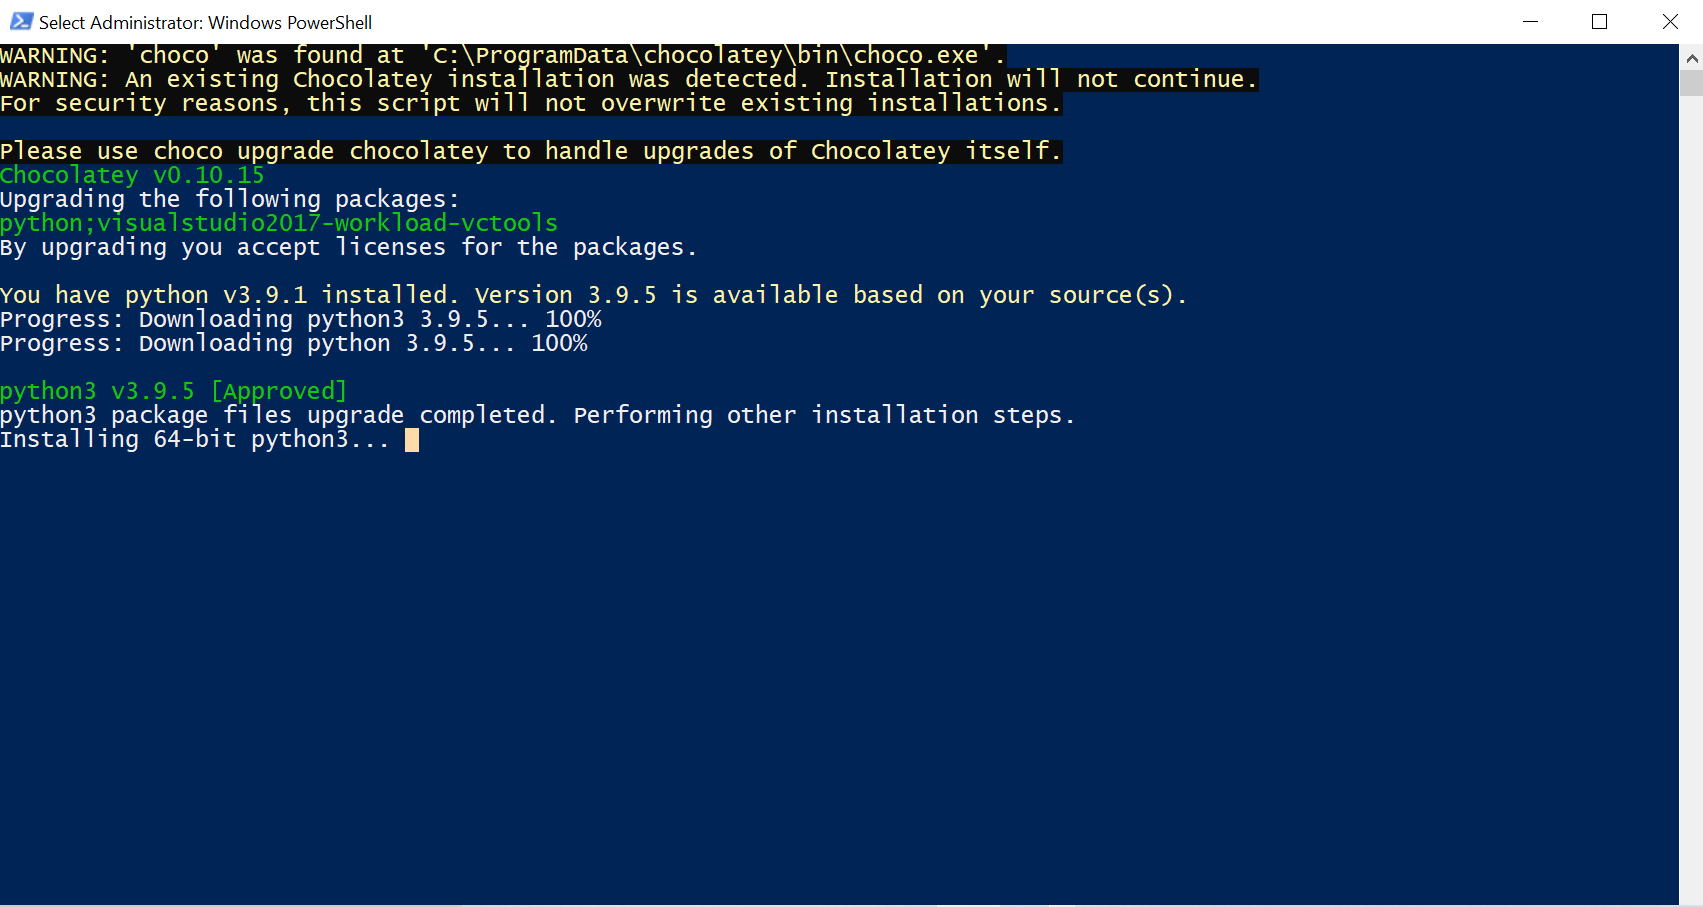 Select Administrator: Windows PowerShell
WARNING: 'choco' was found at 'C:\ProgramData\chocolatey\bin\choco.exe'.
WARNING: An existing Chocolatey installation was detected. Installation will not continue.
For security reasons, this script will not overwrite existing installations.
Please use choco upgrade chocolatey to handle upgrades of Chocolatey itself.
Chocolatey v0.10.15
Upgrading the following packages:
python;visualstudio2017-workload-vctools
By upgrading you accept licenses for the packages.
You have python v3.9.1 installed. Version 3.9.5 is available based on your source(s).
Progress: Downloading python3 3.9.5... 100%
Progress: Downloading python 3.9.5... 100%
python3 v3.9.5 [Approved]
python3 package files upgrade completed. Performing other installation steps.
Installing 64-bit python3...